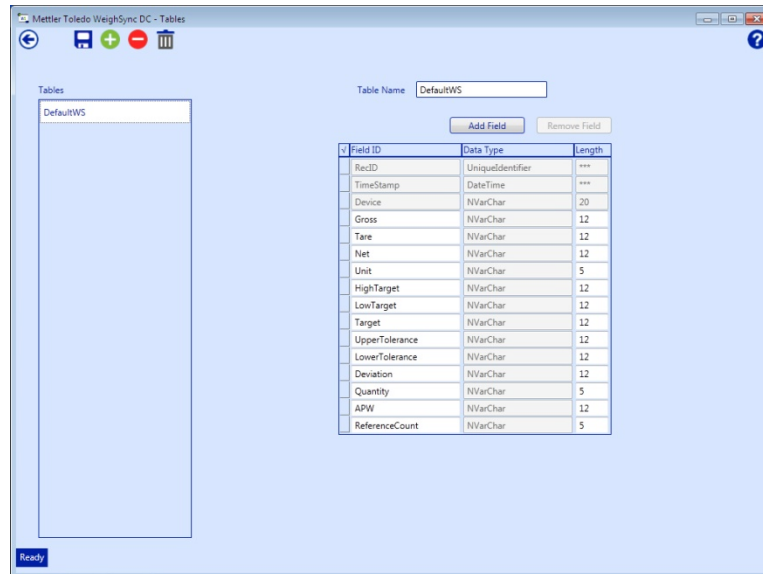 Mettler Toledo WeighSync DC - Tables
?
Tables
Table Name DefaultWS
DefaultWS
Add Field Remove Field
√ Field ID Data Type Length
RecID UniqueIdentifier ***
TimeStamp DateTime ***
Device NVarChar 20
Gross NVarChar 12
Tare NVarChar 12
Net NVarChar 12
Unit NVarChar 5
HighTarget NVarChar 12
LowTarget NVarChar 12
Target NVarChar 12
UpperTolerance NVarChar 12
LowerTolerance NVarChar 12
Deviation NVarChar 12
Quantity NVarChar 5
APW NVarChar 12
ReferenceCount NVarChar 5
Ready